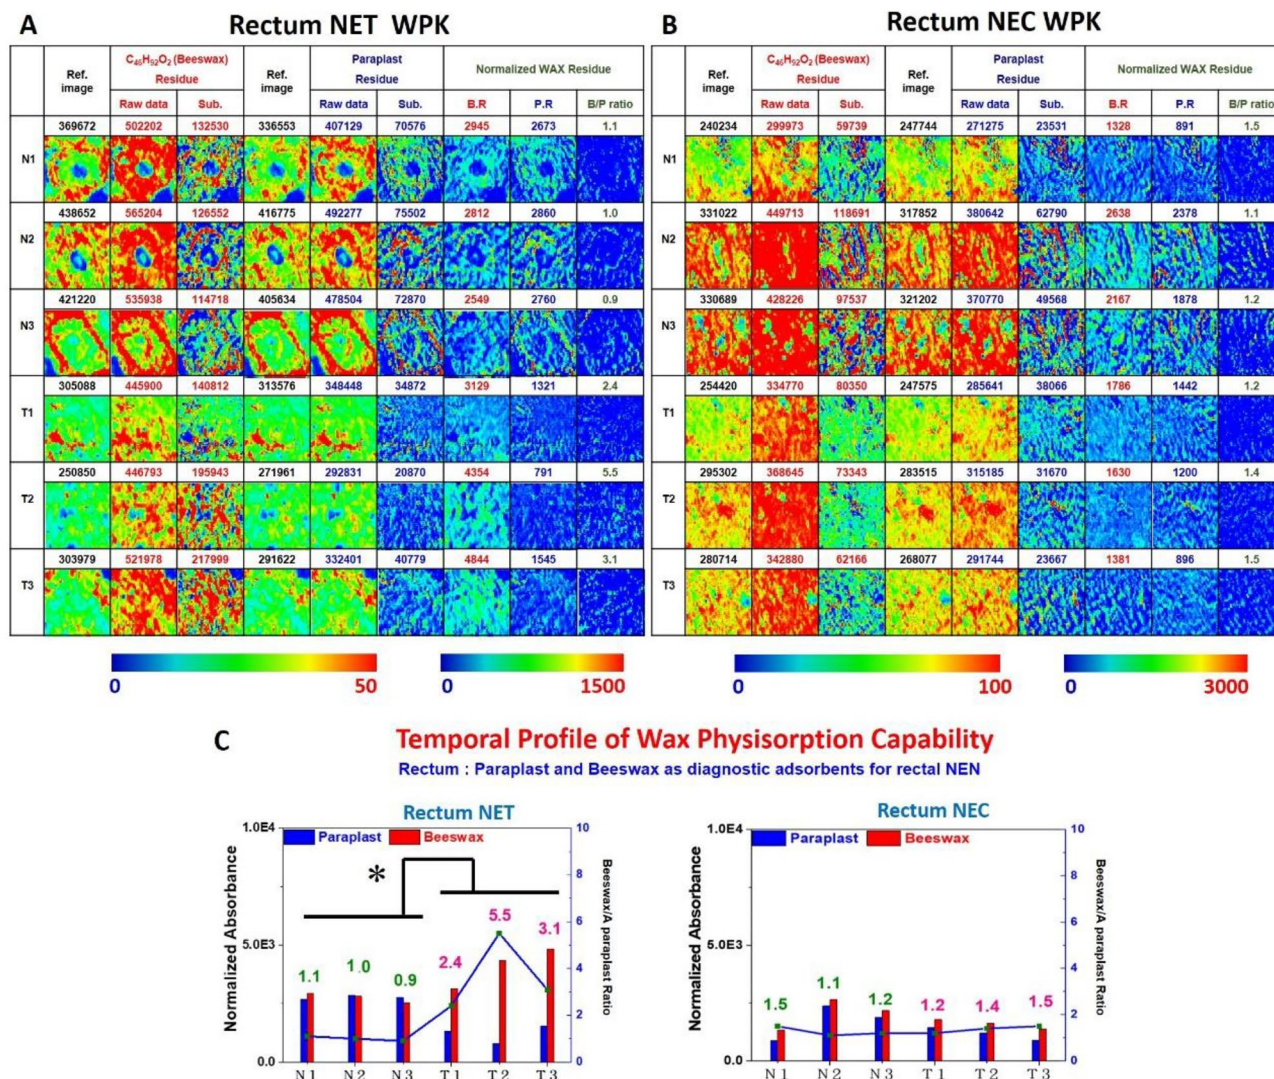 A Rectum NET WPK
Ref. image C₄₆H₉₂O₂ (Beeswax) Residue Ref. image Paraplast Residue Normalized WAX Residue
Raw data Sub. Raw data Sub. B.R P.R B/P ratio
N1 369672 502202 132530 336553 407129 70576 2945 2673 1.1
N2 438652 565204 126552 416775 492277 75502 2812 2860 1.0
N3 421220 535938 114718 405634 478504 72870 2549 2760 0.9
T1 305088 445900 140812 313576 348448 34872 3129 1321 2.4
T2 250850 446793 195943 271961 292831 20870 4354 791 5.5
T3 303979 521978 217999 291622 332401 40779 4844 1545 3.1
0 50 0 1500
B Rectum NEC WPK
Ref. image C₄₆H₉₂O₂ (Beeswax) Residue Ref. image Paraplast Residue Normalized WAX Residue
Raw data Sub. Raw data Sub. B.R P.R B/P ratio
N1 240234 299973 59739 247744 271275 23531 1328 891 1.5
N2 331022 449713 118691 317852 380642 62790 2638 2378 1.1
N3 330689 428226 97537 321202 370770 49568 2167 1878 1.2
T1 254420 334770 80350 247575 285641 38066 1786 1442 1.2
T2 295302 368645 73343 283515 315185 31670 1630 1200 1.4
T3 280714 342880 62166 268077 291744 23667 1381 896 1.5
0 100 0 3000
C Temporal Profile of Wax Physisorption Capability
Rectum : Paraplast and Beeswax as diagnostic adsorbents for rectal NEN
Rectum NET
Paraplast Beeswax
Normalized Absorbance
1.0E4
5.0E3
0.0
*
1.1 1.0 0.9 2.4 5.5 3.1
10
8
6
4
2
0
Beeswax/A paraplast Ratio
N 1 N 2 N 3 T 1 T 2 T 3
Rectum NEC
Paraplast Beeswax
Normalized Absorbance
1.0E4
5.0E3
0.0
1.5 1.1 1.2 1.2 1.4 1.5
10
8
6
4
2
0
Beeswax/A paraplast Ratio
N 1 N 2 N 3 T 1 T 2 T 3